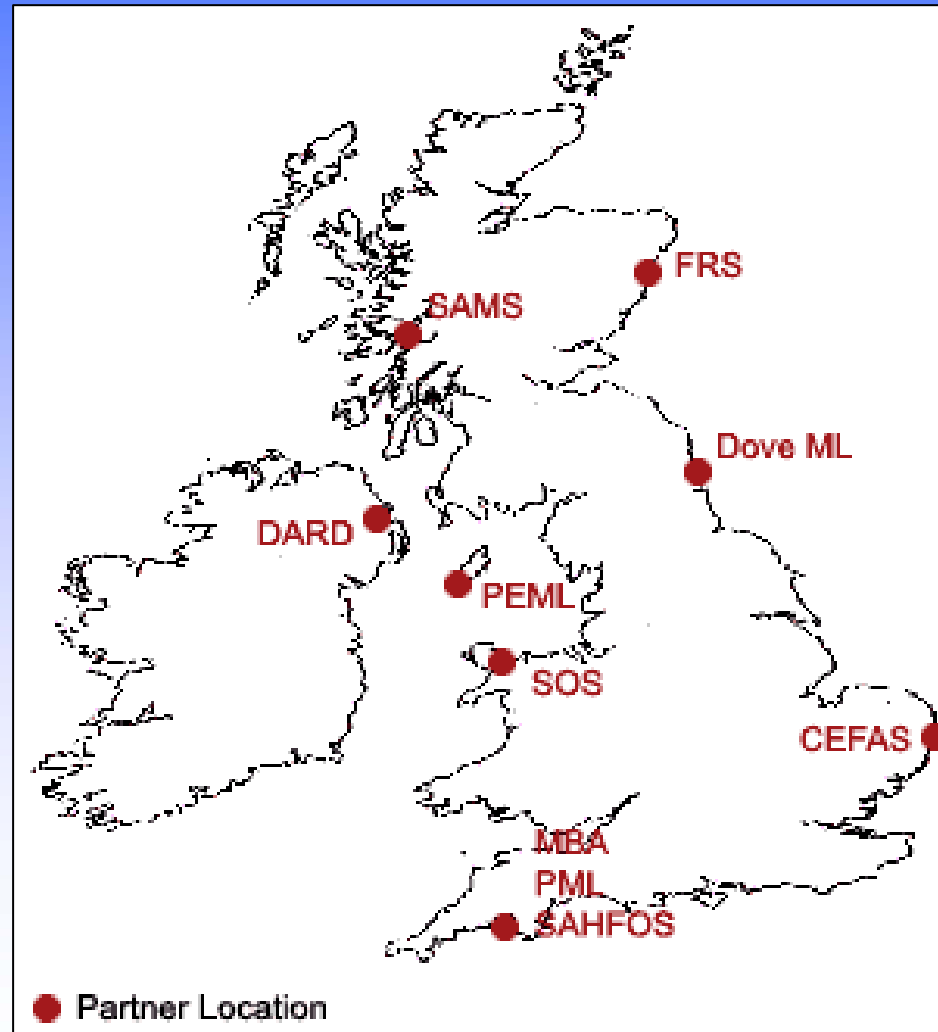 FRS
SAMS
Dove ML
DARD
PEML
SOS
CEFAS
MBA
PML
SAHFOS
Partner Location